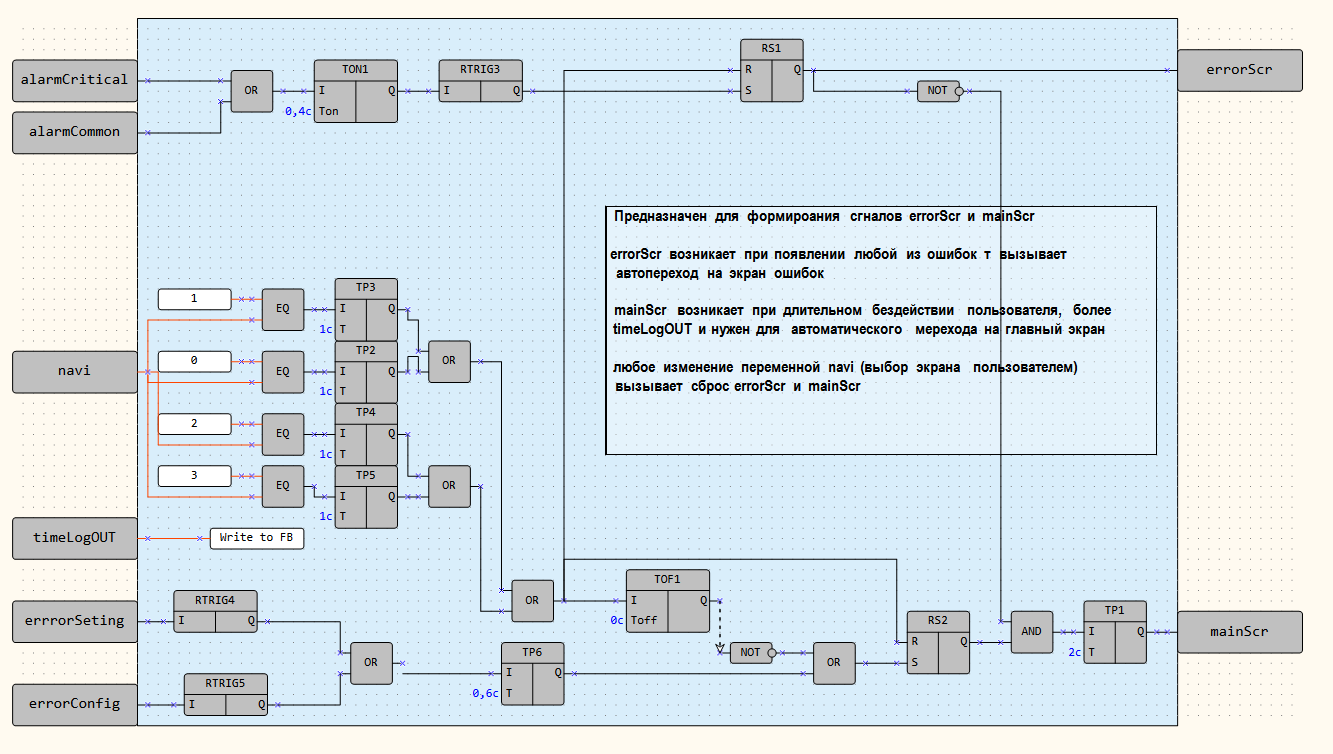 RS1
R Q
S
errorScr
NOT
alarmCritical
alarmCommon
OR
TON1
I Q
0,4с Ton
RTRIG3
I Q
Предназначен для формироания сгналов errorScr и mainScr
errorScr возникает при появлении любой из ошибок т вызывает
автопереход на экран ошибок
mainScr возникает при длительном бездействии пользователя, более
timeLogOUT и нужен для автоматического мерехода на главный экран
любое изменение переменной navi (выбор экрана пользователем)
вызывает сброс errorScr и mainScr
navi
1
EQ
TP3
I Q
1с T
0
EQ
TP2
I Q
1с T
OR
2
EQ
TP4
I Q
1с T
3
EQ
TP5
I Q
1с T
OR
timeLogOUT
Write to FB
errrorSeting
RTRIG4
I Q
errorConfig
RTRIG5
I Q
OR
TP6
I Q
0,6с T
OR
TOF1
I Q
0с Toff
NOT
OR
RS2
R Q
S
AND
TP1
I Q
2с T
mainScr